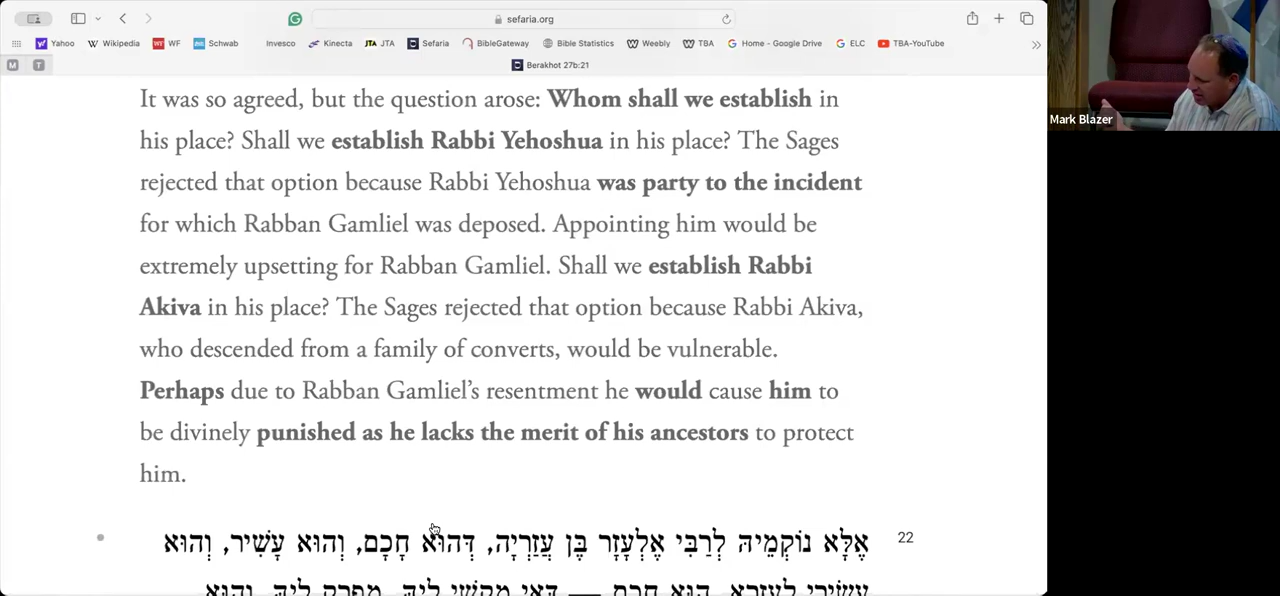 sefaria.org
Yahoo Wikipedia WF Schwab Invesco Kinecta JTA Sefaria BibleGateway Bible Statistics Weebly TBA Home - Google Drive ELC TBA-YouTube
M T Berakhot 27b:21
Mark Blazer
It was so agreed, but the question arose: Whom shall we establish in
his place? Shall we establish Rabbi Yehoshua in his place? The Sages
rejected that option because Rabbi Yehoshua was party to the incident
for which Rabban Gamliel was deposed. Appointing him would be
extremely upsetting for Rabban Gamliel. Shall we establish Rabbi
Akiva in his place? The Sages rejected that option because Rabbi Akiva,
who descended from a family of converts, would be vulnerable.
Perhaps due to Rabban Gamliel’s resentment he would cause him to
be divinely punished as he lacks the merit of his ancestors to protect
him.
22 אֶלָּא נוֹקְמֵיהּ לְרַבִּי אֶלְעָזָר בֶּן עֲזַרְיָה, דְּהוּא חָכָם, וְהוּא עָשִׁיר, וְהוּא
עֲשִׂירִי לְעֶזְרָא. הוּא חָכָם — דְּאִי מַקְשֵׁי לֵיהּ מְפָרֵק לֵיהּ, וְהוּא